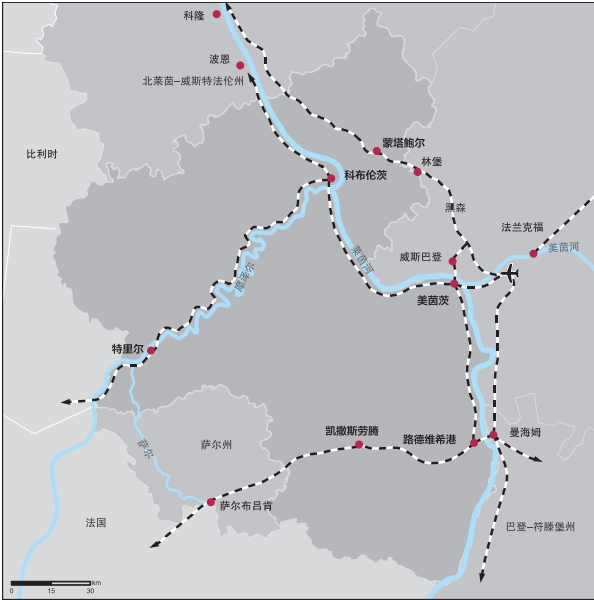 科隆
波恩
北莱茵–威斯特法伦州
比利时
蒙塔鲍尔
林堡
科布伦茨
黑森
法兰克福
美茵河
莱茵河
威斯巴登
摩泽尔
美茵茨
特里尔
凯撒斯劳腾
路德维希港
曼海姆
萨尔
萨尔州
萨尔布吕肯
法国
巴登–符滕堡州
km
0 15 30